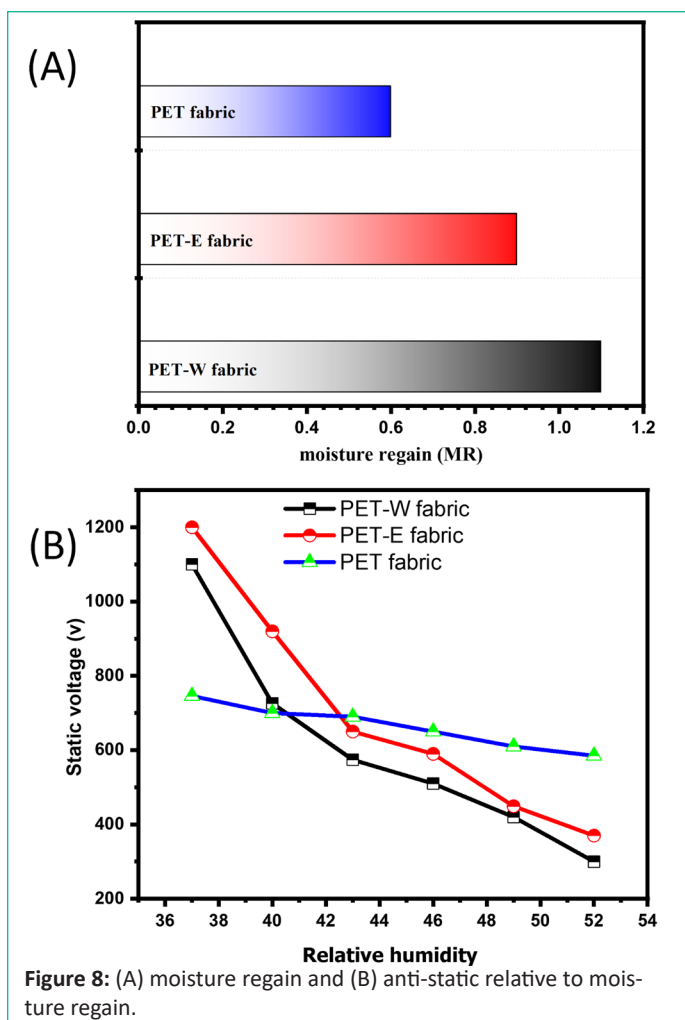 (A)
PET fabric
PET-E fabric
PET-W fabric
0.0 0.2 0.4 0.6 0.8 1.0 1.2
moisture regain (MR)
(B)
PET-W fabric
PET-E fabric
PET fabric
1200
1000
800
600
400
200
Static voltage (v)
36 38 40 42 44 46 48 50 52 54
Relative humidity
Figure 8: (A) moisture regain and (B) anti-static relative to mois-
ture regain.